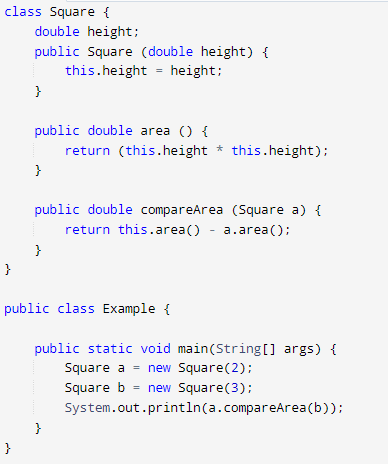 class Square {
    double height;
    public Square (double height) {
        this.height = height;
    }

    public double area () {
        return (this.height * this.height);
    }

    public double compareArea (Square a) {
        return this.area() - a.area();
    }
}

public class Example {

    public static void main(String[] args) {
        Square a = new Square(2);
        Square b = new Square(3);
        System.out.println(a.compareArea(b));
    }
}